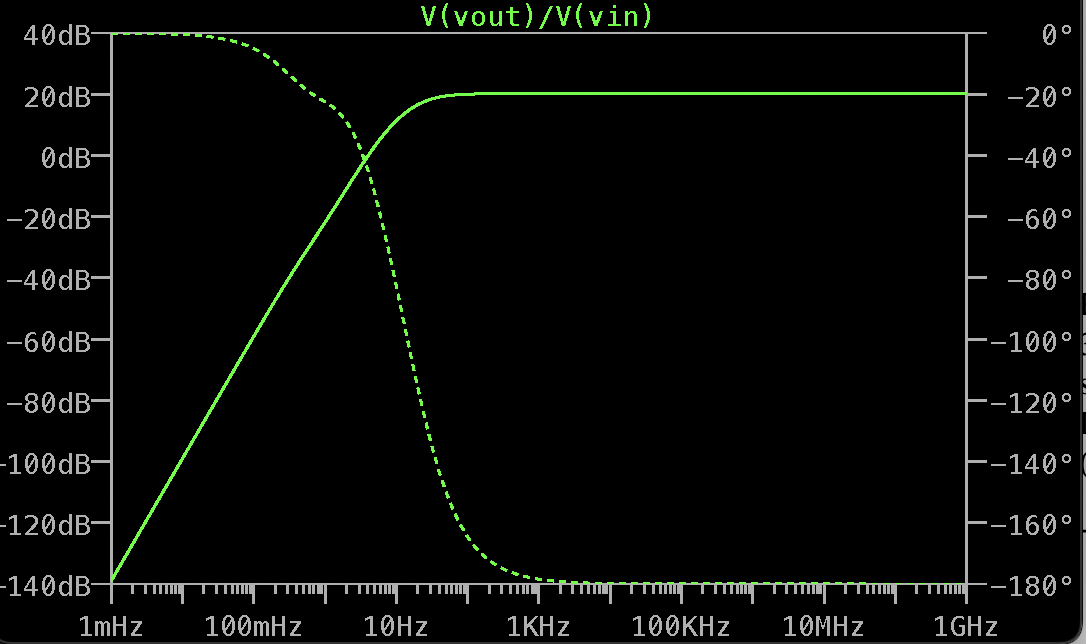 V(vout)/V(vin)
40dB 0°
20dB −20°
0dB −40°
−20dB −60°
−40dB −80°
−60dB −100°
−80dB −120°
−100dB −140°
−120dB −160°
−140dB −180°
1mHz 100mHz 10Hz 1KHz 100KHz 10MHz 1GHz